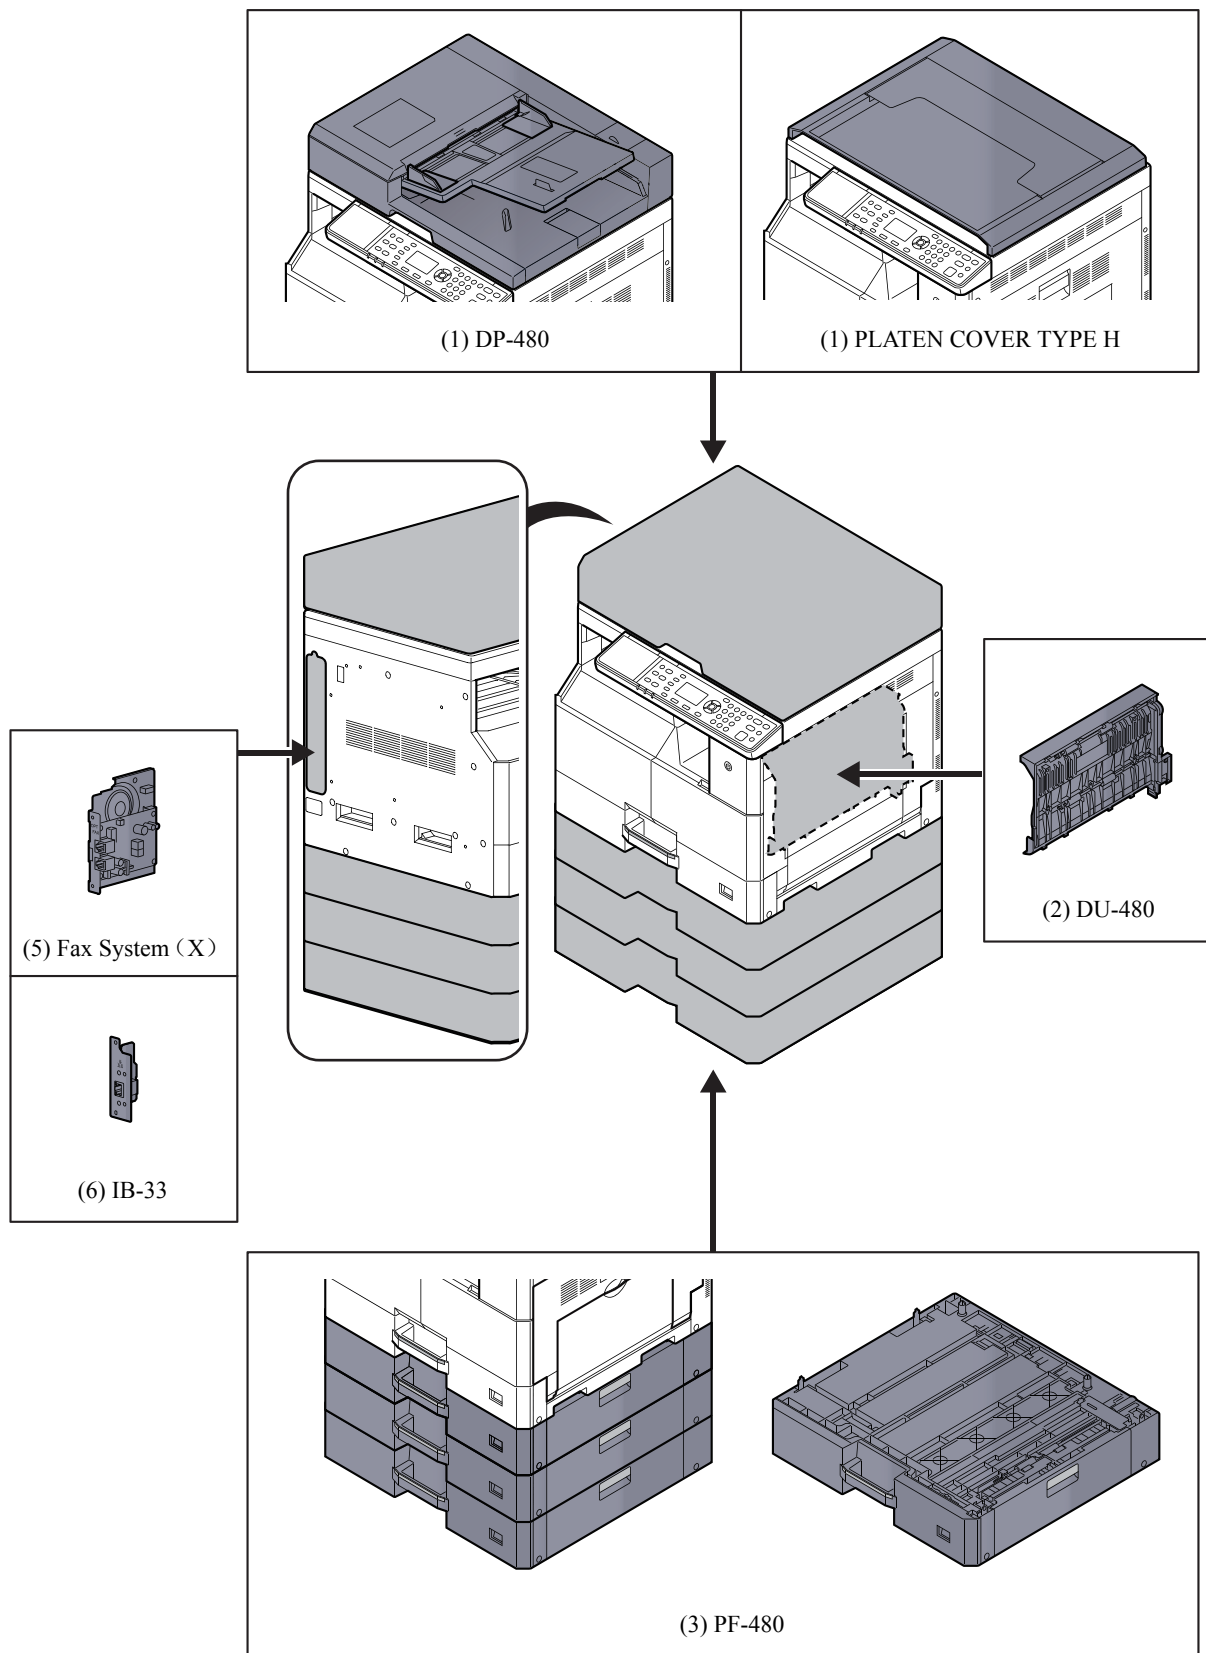 (1) DP-480
(1) PLATEN COVER TYPE H
(2) DU-480
(5) Fax System（X）
(6) IB-33
(3) PF-480